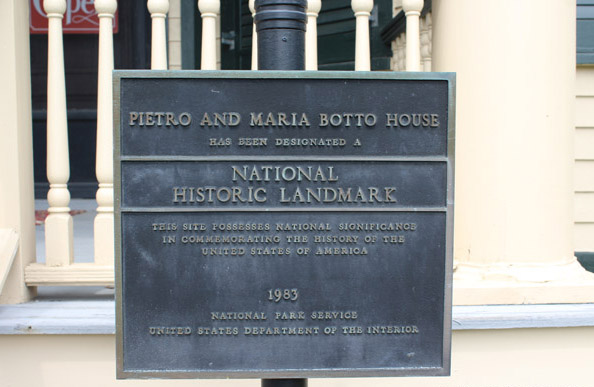 Open
PIETRO AND MARIA BOTTO HOUSE
HAS BEEN DESIGNATED A
NATIONAL
HISTORIC LANDMARK
THIS SITE POSSESSES NATIONAL SIGNIFICANCE
IN COMMEMORATING THE HISTORY OF THE
UNITED STATES OF AMERICA
1983
NATIONAL PARK SERVICE
UNITED STATES DEPARTMENT OF THE INTERIOR